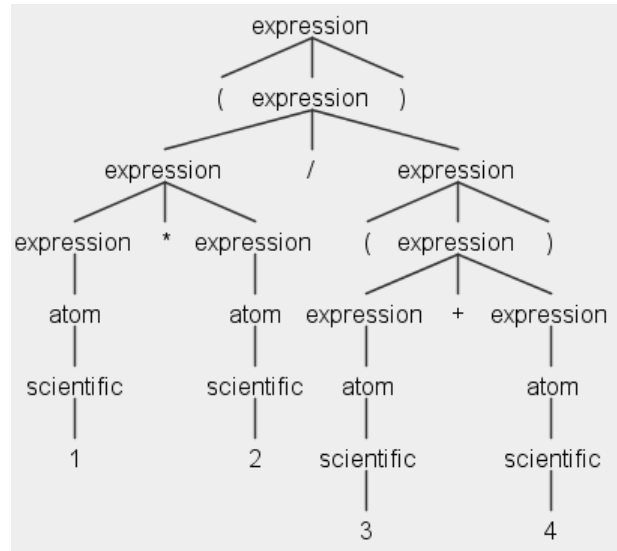 expression
( expression )
expression / expression
expression * expression ( expression )
atom atom expression + expression
scientific scientific atom atom
1 2 scientific scientific
3 4